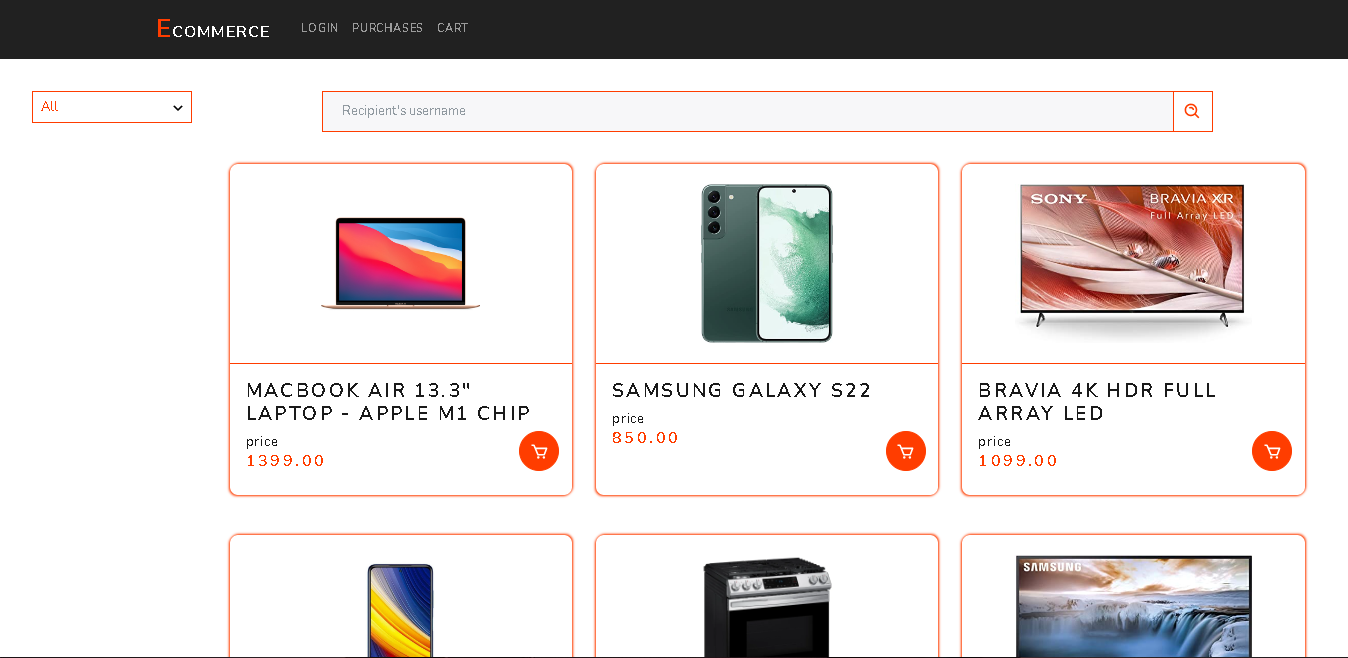 Ecommerce LOGIN PURCHASES CART
All
Recipient's username
SONY BRAVIA XR
Full Array LED
MACBOOK AIR 13.3"
LAPTOP - APPLE M1 CHIP
price
1399.00
SAMSUNG GALAXY S22
price
850.00
BRAVIA 4K HDR FULL
ARRAY LED
price
1099.00
SAMSUNG